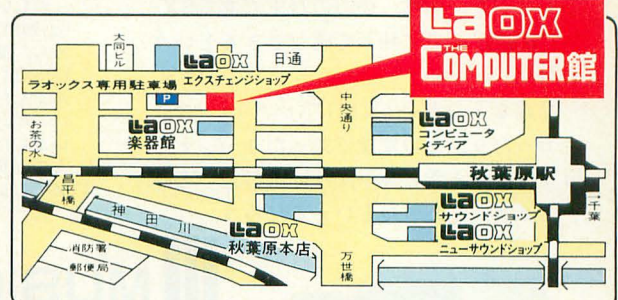 LaOX
THE
COMPUTER館
大同ビル
LaOX
エクスチェンジショップ
日通
ラオックス専用駐車場
P
中央通り
お茶の水
LaOX
楽器館
LaOX
コンピュータ
メディア
昌平橋
秋葉原駅
千葉
神田川
LaOX
サウンドショップ
LaOX
秋葉原本店
LaOX
ニューサウンドショップ
消防署
郵便局
万世橋